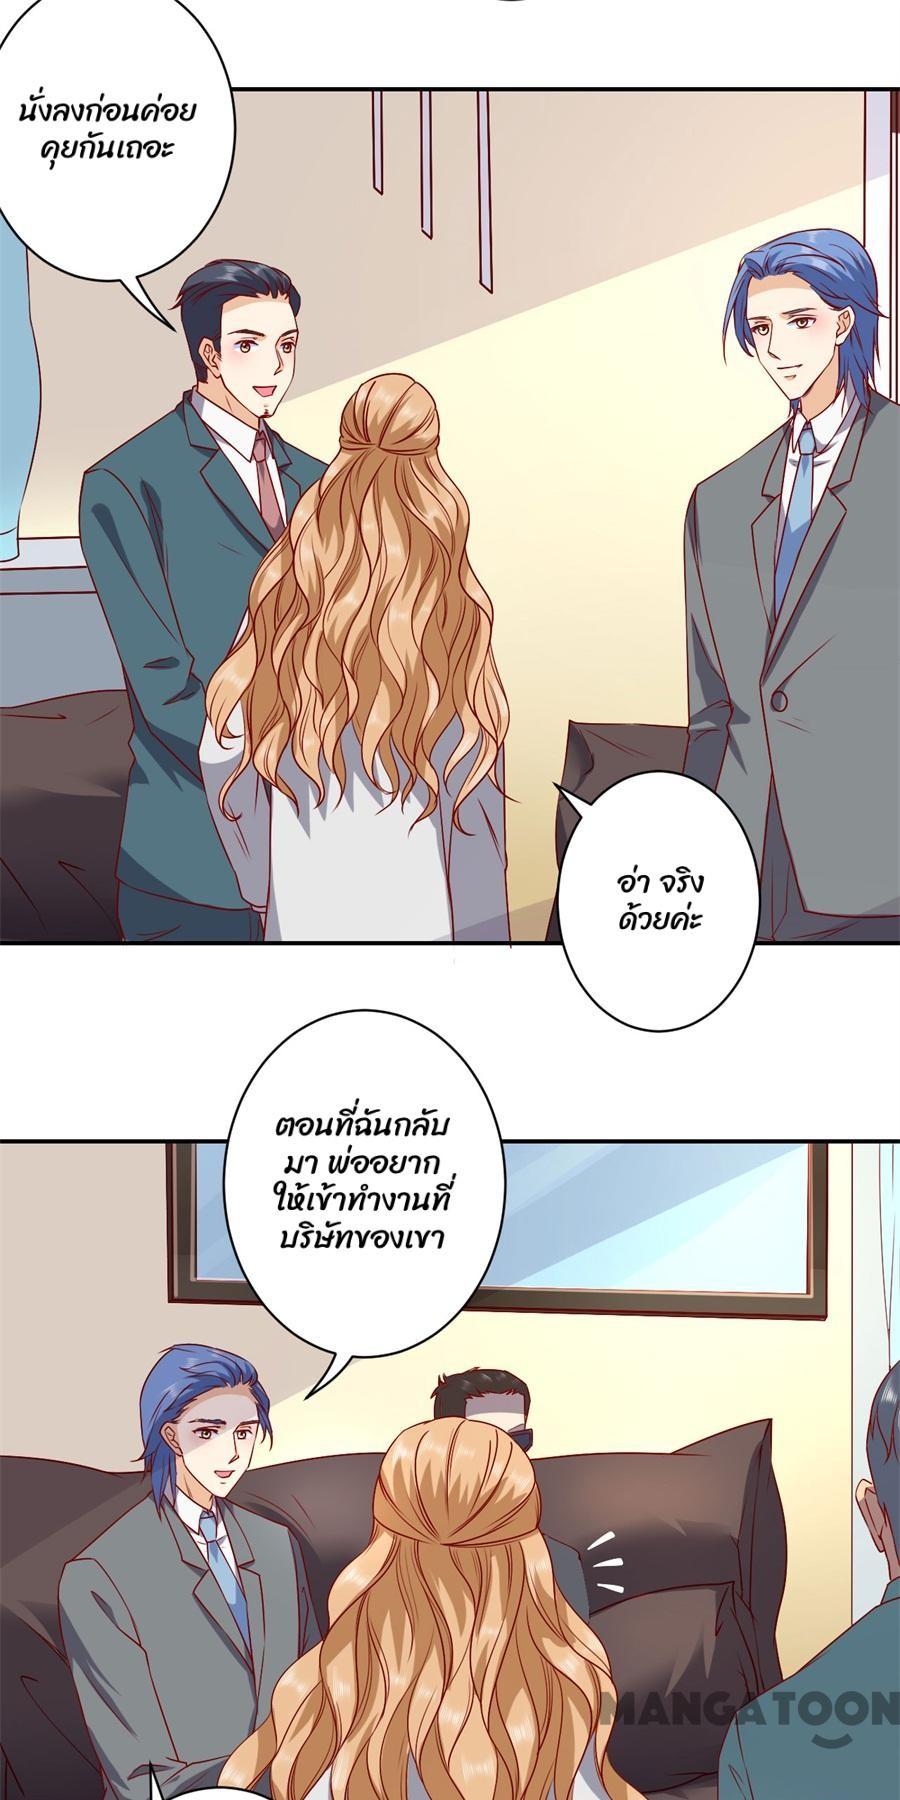 นั่งลงก่อนค่อย
คุยกันเถอะ
อ่า จริง
ด้วยค่ะ
ตอนที่ฉันกลับ
มา พ่ออยาก
ให้เข้าทำงานที่
บริษัทของเขา
MANGATOON